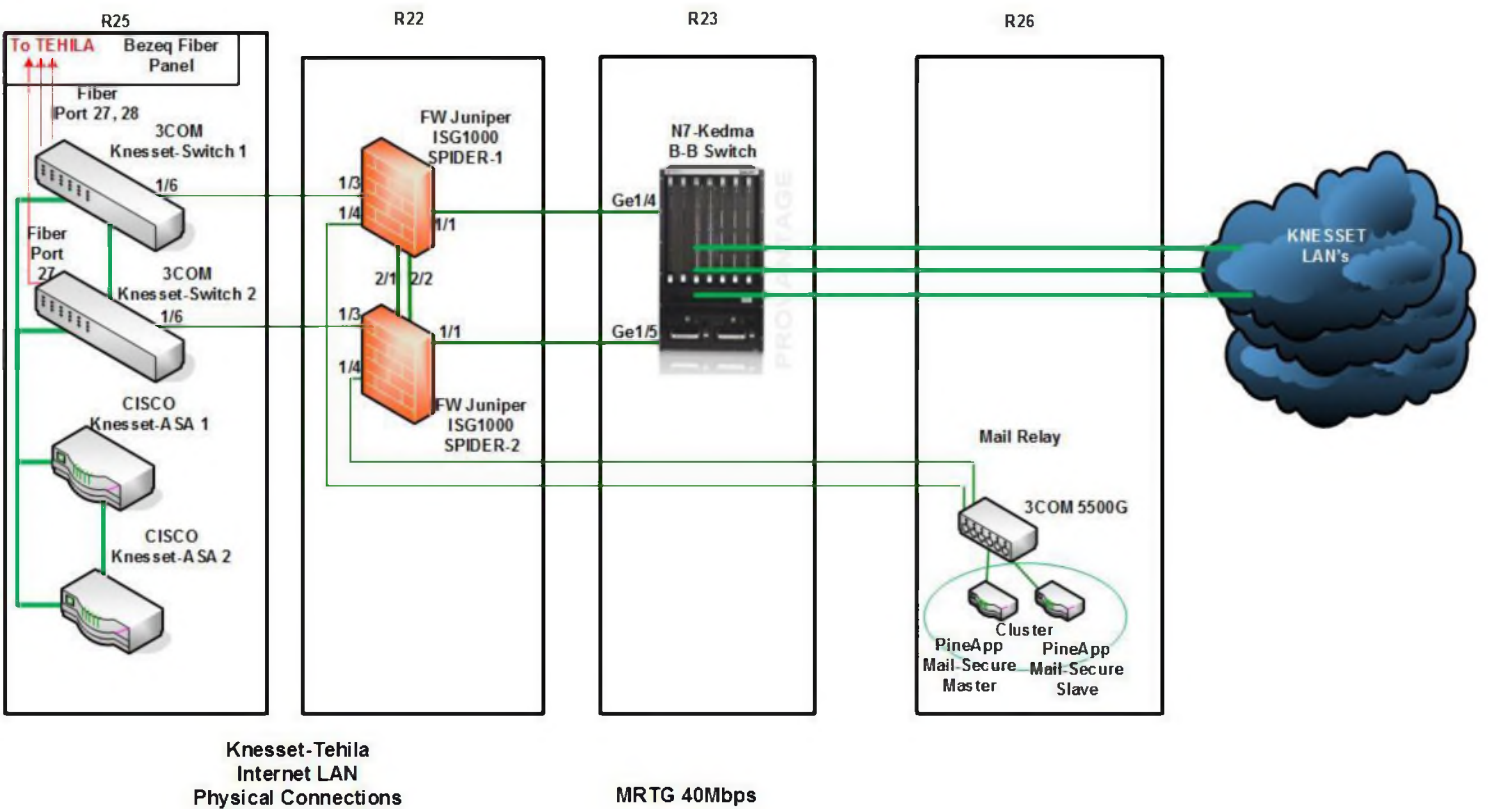 R25
R22
R23
R26
To TEHILA
Bezeq Fiber
Panel
Fiber
Port 27, 28
3COM
Knesset-Switch 1
1/6
Fiber
Port
27
3COM
Knesset-Switch 2
1/6
CISCO
Knesset-ASA 1
CISCO
Knesset-ASA 2
FW Juniper
ISG1000
SPIDER-1
1/3
1/4
1/1
2/1
2/2
1/3
1/1
1/4
FW Juniper
ISG1000
SPIDER-2
N7-Kedma
B-B Switch
Ge1/4
Ge1/5
PROVANTAGE
KNESSET
LAN's
Mail Relay
3COM 5500G
Cluster
PineApp
Mail-Secure
Master
PineApp
Mail-Secure
Slave
Knesset-Tehila
Internet LAN
Physical Connections
MRTG 40Mbps